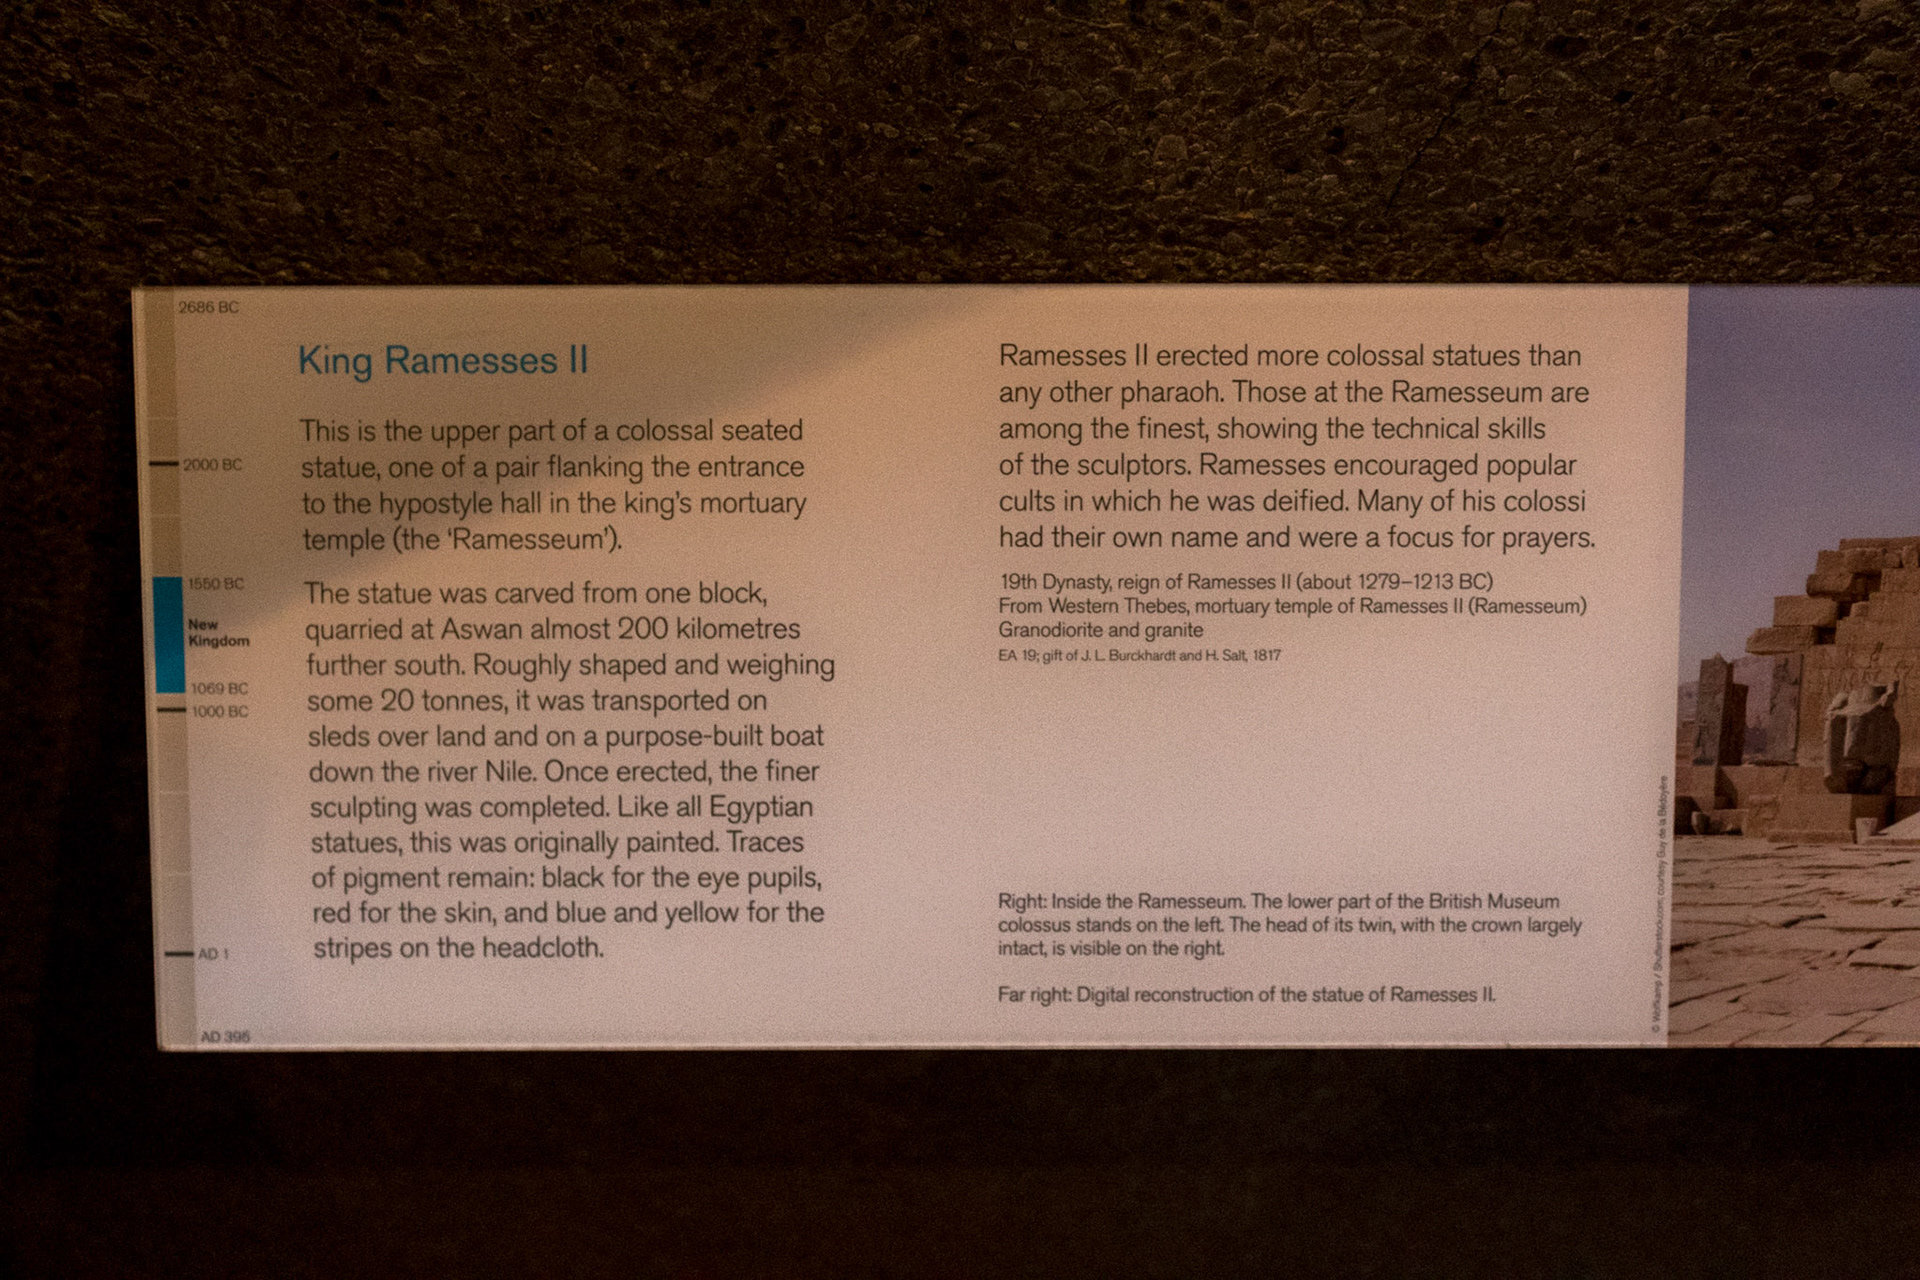 2686 BC
2000 BC
1550 BC
New
Kingdom
1069 BC
1000 BC
AD 1
AD 395
King Ramesses II
This is the upper part of a colossal seated
statue, one of a pair flanking the entrance
to the hypostyle hall in the king's mortuary
temple (the 'Ramesseum').
The statue was carved from one block,
quarried at Aswan almost 200 kilometres
further south. Roughly shaped and weighing
some 20 tonnes, it was transported on
sleds over land and on a purpose-built boat
down the river Nile. Once erected, the finer
sculpting was completed. Like all Egyptian
statues, this was originally painted. Traces
of pigment remain: black for the eye pupils,
red for the skin, and blue and yellow for the
stripes on the headcloth.
Ramesses II erected more colossal statues than
any other pharaoh. Those at the Ramesseum are
among the finest, showing the technical skills
of the sculptors. Ramesses encouraged popular
cults in which he was deified. Many of his colossi
had their own name and were a focus for prayers.
19th Dynasty, reign of Ramesses II (about 1279–1213 BC)
From Western Thebes, mortuary temple of Ramesses II (Ramesseum)
Granodiorite and granite
EA 19; gift of J. L. Burckhardt and H. Salt, 1817
Right: Inside the Ramesseum. The lower part of the British Museum
colossus stands on the left. The head of its twin, with the crown largely
intact, is visible on the right.
Far right: Digital reconstruction of the statue of Ramesses II.
© Wolfkamp / Shutterstock.com; courtesy Guy de la Bédoyère